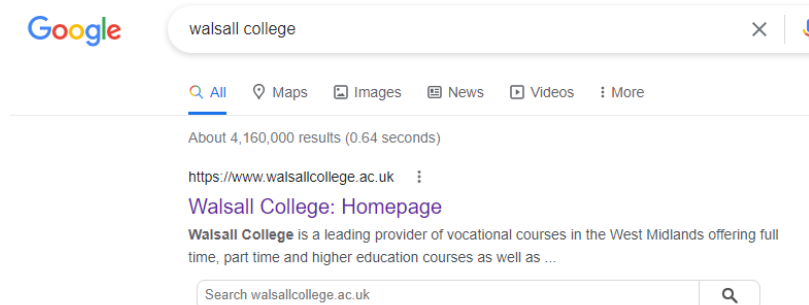 Google
walsall college
All Maps Images News Videos More
About 4,160,000 results (0.64 seconds)
https://www.walsallcollege.ac.uk
Walsall College: Homepage
Walsall College is a leading provider of vocational courses in the West Midlands offering full
time, part time and higher education courses as well as ...
Search walsallcollege.ac.uk